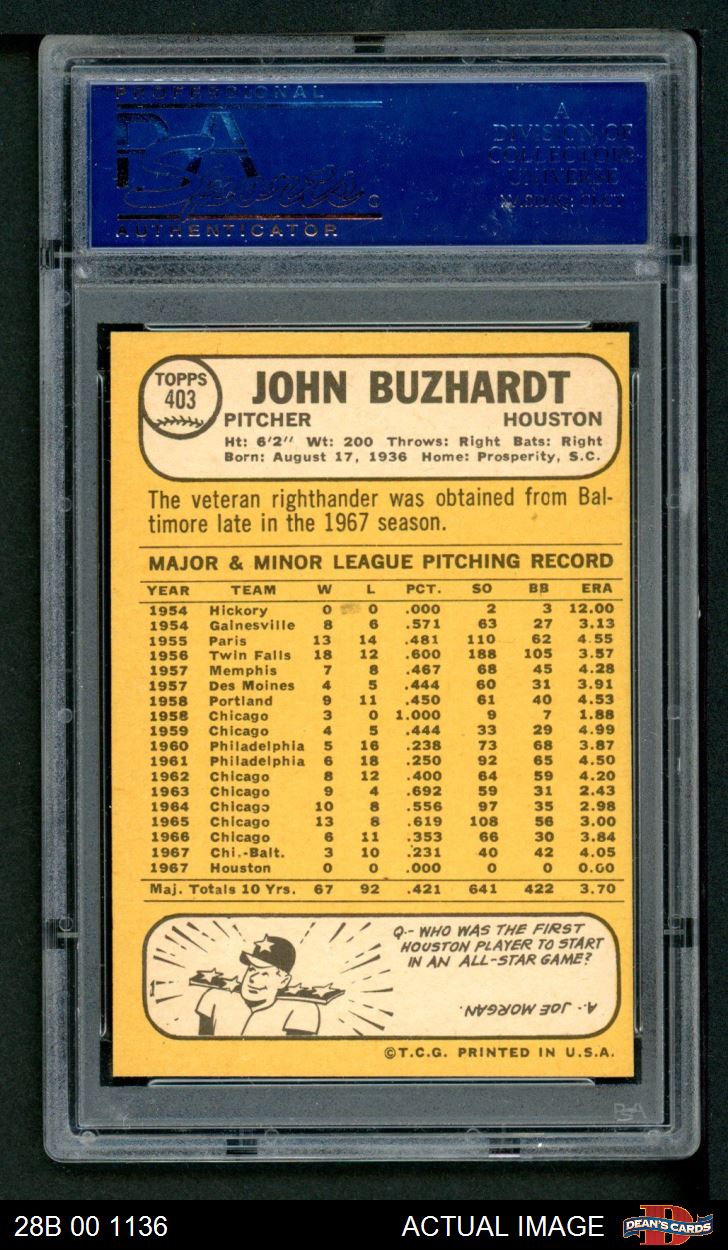 PROFESSIONAL
PSA
Sports
AUTHENTICATOR
A
DIVISION OF
COLLECTORS
UNIVERSE
NASDAQ: CLCT
TOPPS
403
JOHN BUZHARDT
PITCHER HOUSTON
Ht: 6'2" Wt: 200 Throws: Right Bats: Right
Born: August 17, 1936 Home: Prosperity, S.C.
The veteran righthander was obtained from Bal-
timore late in the 1967 season.
MAJOR & MINOR LEAGUE PITCHING RECORD
YEAR TEAM W L PCT. SO BB ERA
1954 Hickory 0 0 .000 2 3 12.00
1954 Gainesville 8 6 .571 63 27 3.13
1955 Paris 13 14 .481 110 62 4.55
1956 Twin Falls 18 12 .600 188 105 3.57
1957 Memphis 7 8 .467 68 45 4.28
1957 Des Moines 4 5 .444 60 31 3.91
1958 Portland 9 11 .450 61 40 4.53
1958 Chicago 3 0 1.000 9 7 1.88
1959 Chicago 4 5 .444 33 29 4.99
1960 Philadelphia 5 16 .238 73 68 3.87
1961 Philadelphia 6 18 .250 92 65 4.50
1962 Chicago 8 12 .400 64 59 4.20
1963 Chicago 9 4 .692 59 31 2.43
1964 Chicago 10 8 .556 97 35 2.98
1965 Chicago 13 8 .619 108 56 3.00
1966 Chicago 6 11 .353 66 30 3.84
1967 Chi.-Balt. 3 10 .231 40 42 4.05
1967 Houston 0 0 .000 0 0 0.00
Maj. Totals 10 Yrs. 67 92 .421 641 422 3.70
Q.- WHO WAS THE FIRST
HOUSTON PLAYER TO START
IN AN ALL-STAR GAME?
A.- JOE MORGAN.
©T.C.G. PRINTED IN U.S.A.
PSA
28B 00 1136 ACTUAL IMAGE DEAN'S CARDS